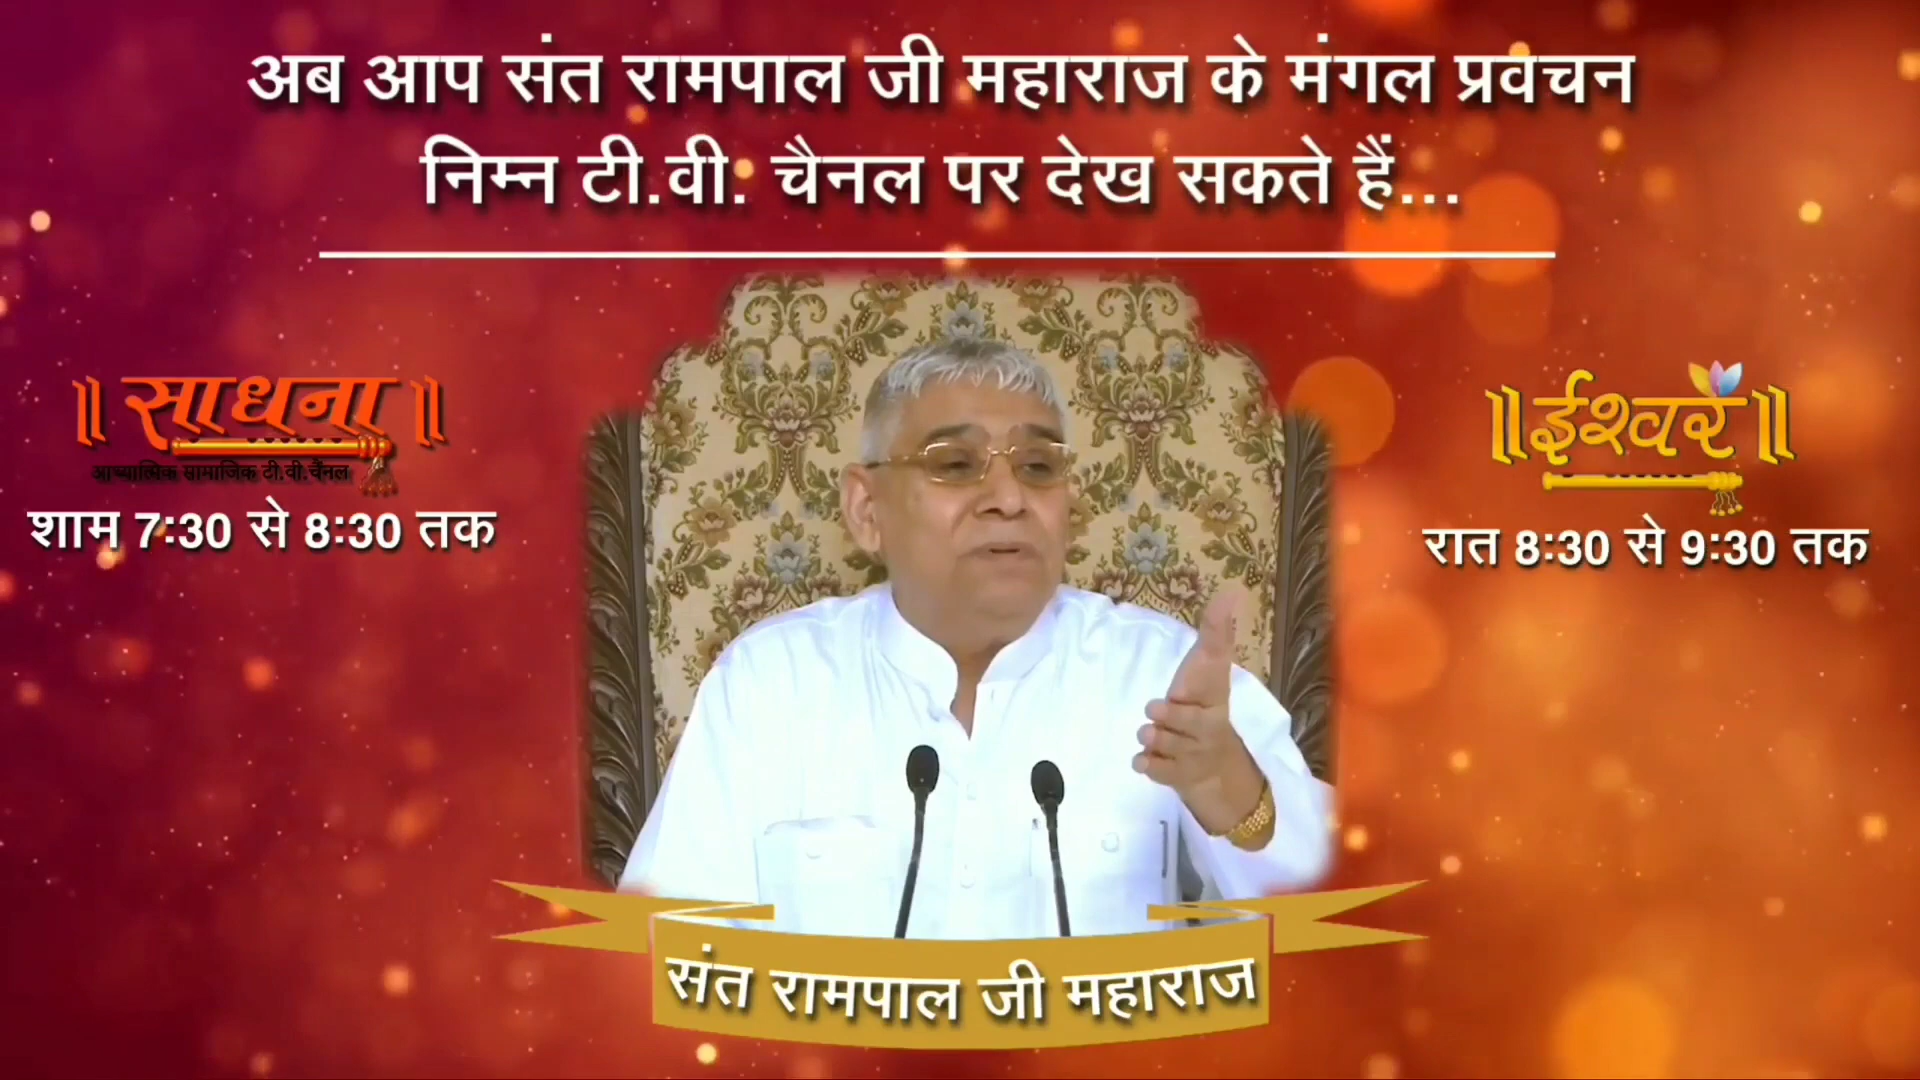 अब आप संत रामपाल जी महाराज के मंगल प्रवचन
निम्न टी.वी. चैनल पर देख सकते हैं...
॥ साधना ॥
आध्यात्मिक सामाजिक टी.वी.चैंनल
शाम 7:30 से 8:30 तक
॥ईश्वर॥
रात 8:30 से 9:30 तक
संत रामपाल जी महाराज